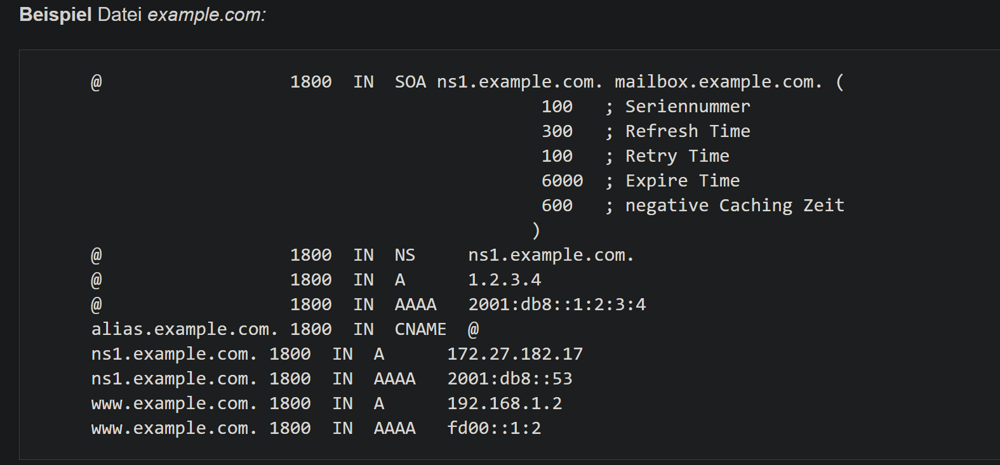 Beispiel Datei example.com:
@ 1800 IN SOA ns1.example.com. mailbox.example.com. (
100 ; Seriennummer
300 ; Refresh Time
100 ; Retry Time
6000 ; Expire Time
600 ; negative Caching Zeit
)
@ 1800 IN NS ns1.example.com.
@ 1800 IN A 1.2.3.4
@ 1800 IN AAAA 2001:db8::1:2:3:4
alias.example.com. 1800 IN CNAME @
ns1.example.com. 1800 IN A 172.27.182.17
ns1.example.com. 1800 IN AAAA 2001:db8::53
www.example.com. 1800 IN A 192.168.1.2
www.example.com. 1800 IN AAAA fd00::1:2